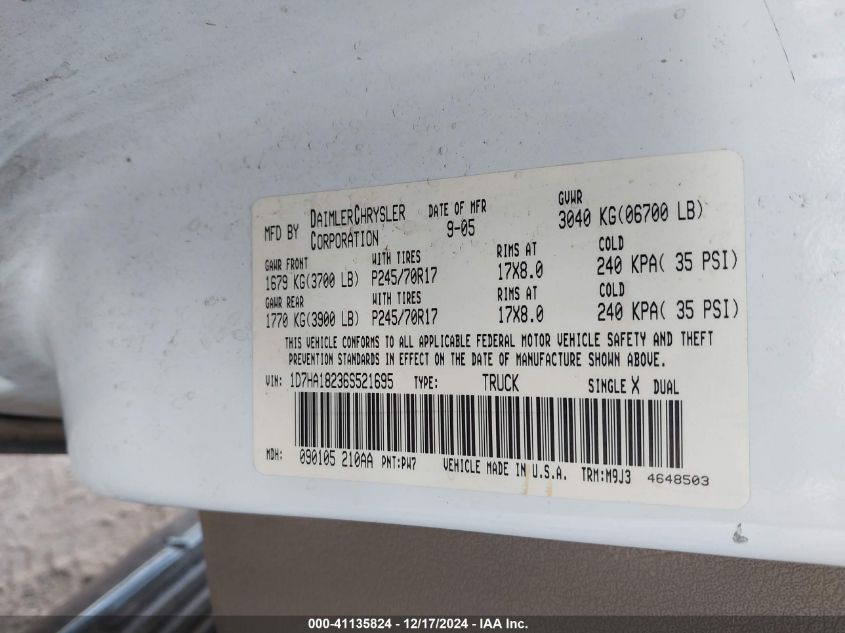 MFD BY DAIMLERCHRYSLER CORPORATION DATE OF MFR 9-05 GVWR 3040 KG(06700 LB)
GAWR FRONT WITH TIRES RIMS AT COLD
1679 KG(3700 LB) P245/70R17 17X8.0 240 KPA( 35 PSI)
GAWR REAR WITH TIRES RIMS AT COLD
1770 KG(3900 LB) P245/70R17 17X8.0 240 KPA( 35 PSI)
THIS VEHICLE CONFORMS TO ALL APPLICABLE FEDERAL MOTOR VEHICLE SAFETY AND THEFT
PREVENTION STANDARDS IN EFFECT ON THE DATE OF MANUFACTURE SHOWN ABOVE.
VIN: 1D7HA18236S521695 TYPE: TRUCK SINGLE X DUAL
MDH: 090105 210AA PNT:PW7 VEHICLE MADE IN U.S.A. TRM:M9J3 4648503
000-41135824 - 12/17/2024 - IAA Inc.